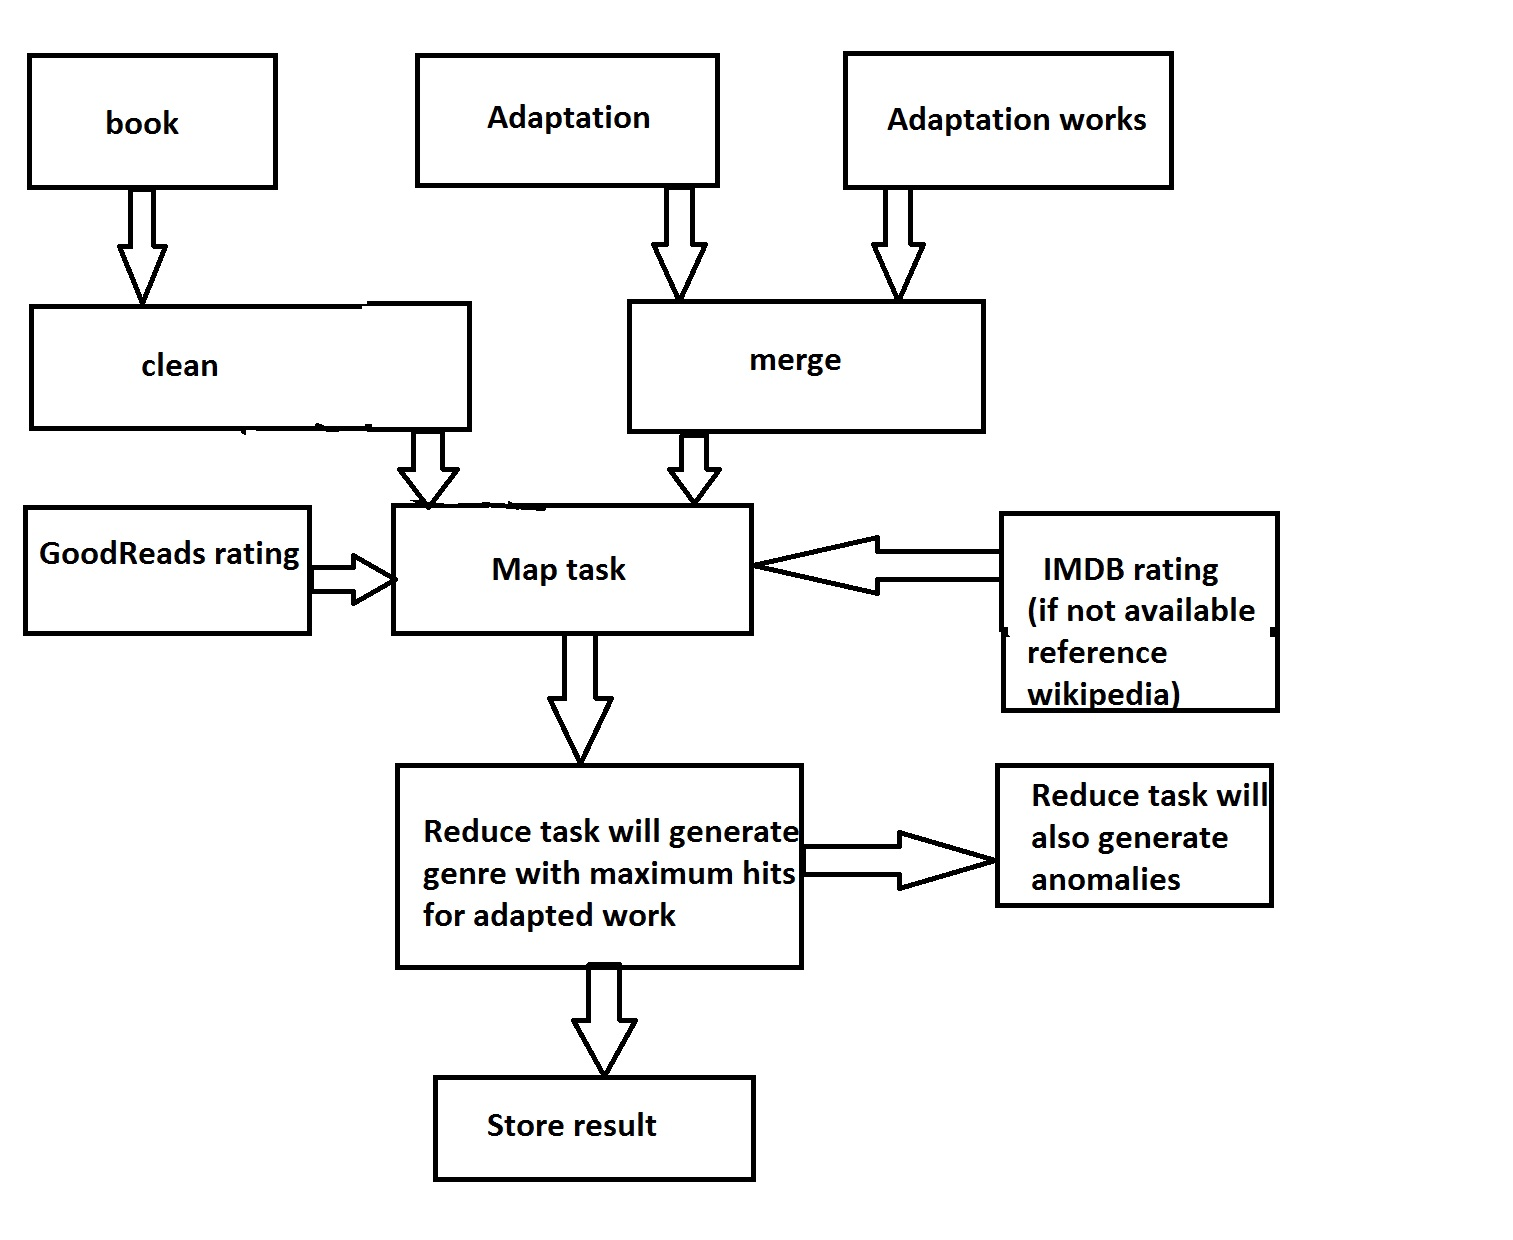 book
Adaptation
Adaptation works
clean
merge
GoodReads rating
Map task
IMDB rating
(if not available
reference
wikipedia)
Reduce task will generate
genre with maximum hits
for adapted work
Reduce task will
also generate
anomalies
Store result